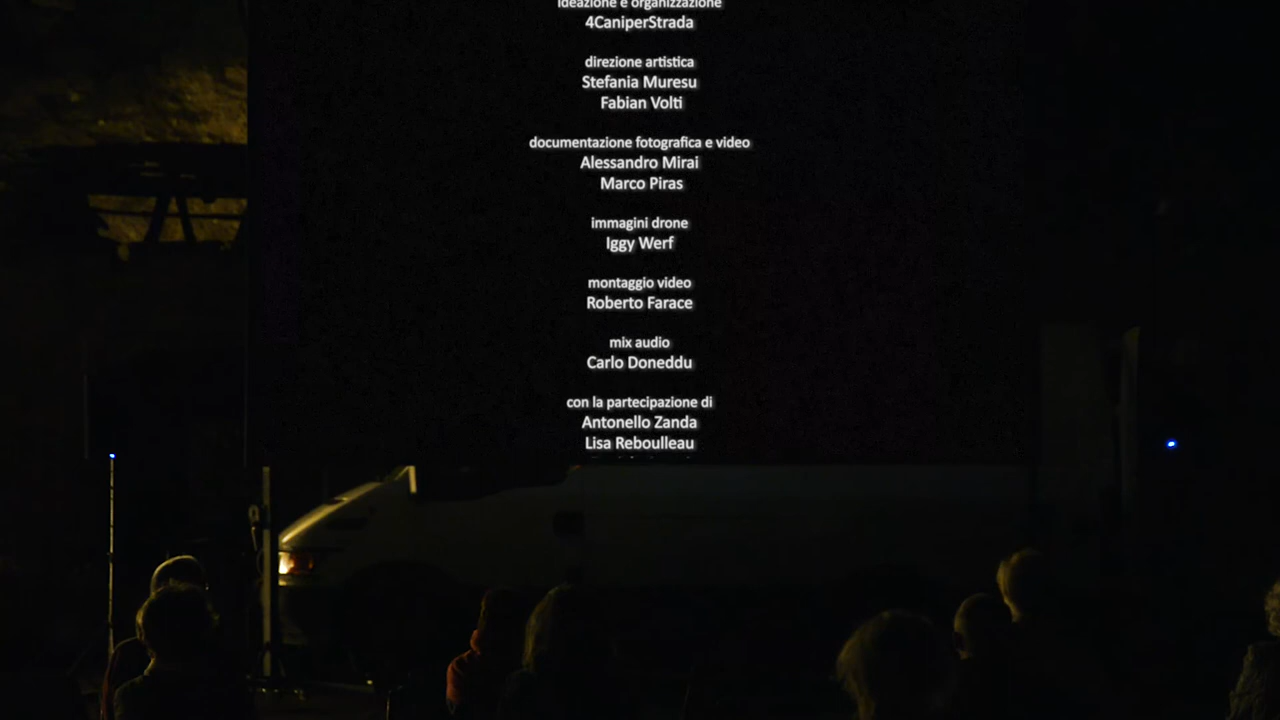 ideazione e organizzazione
4CaniperStrada
direzione artistica
Stefania Muresu
Fabian Volti
documentazione fotografica e video
Alessandro Mirai
Marco Piras
immagini drone
Iggy Werf
montaggio video
Roberto Farace
mix audio
Carlo Doneddu
con la partecipazione di
Antonello Zanda
Lisa Reboulleau